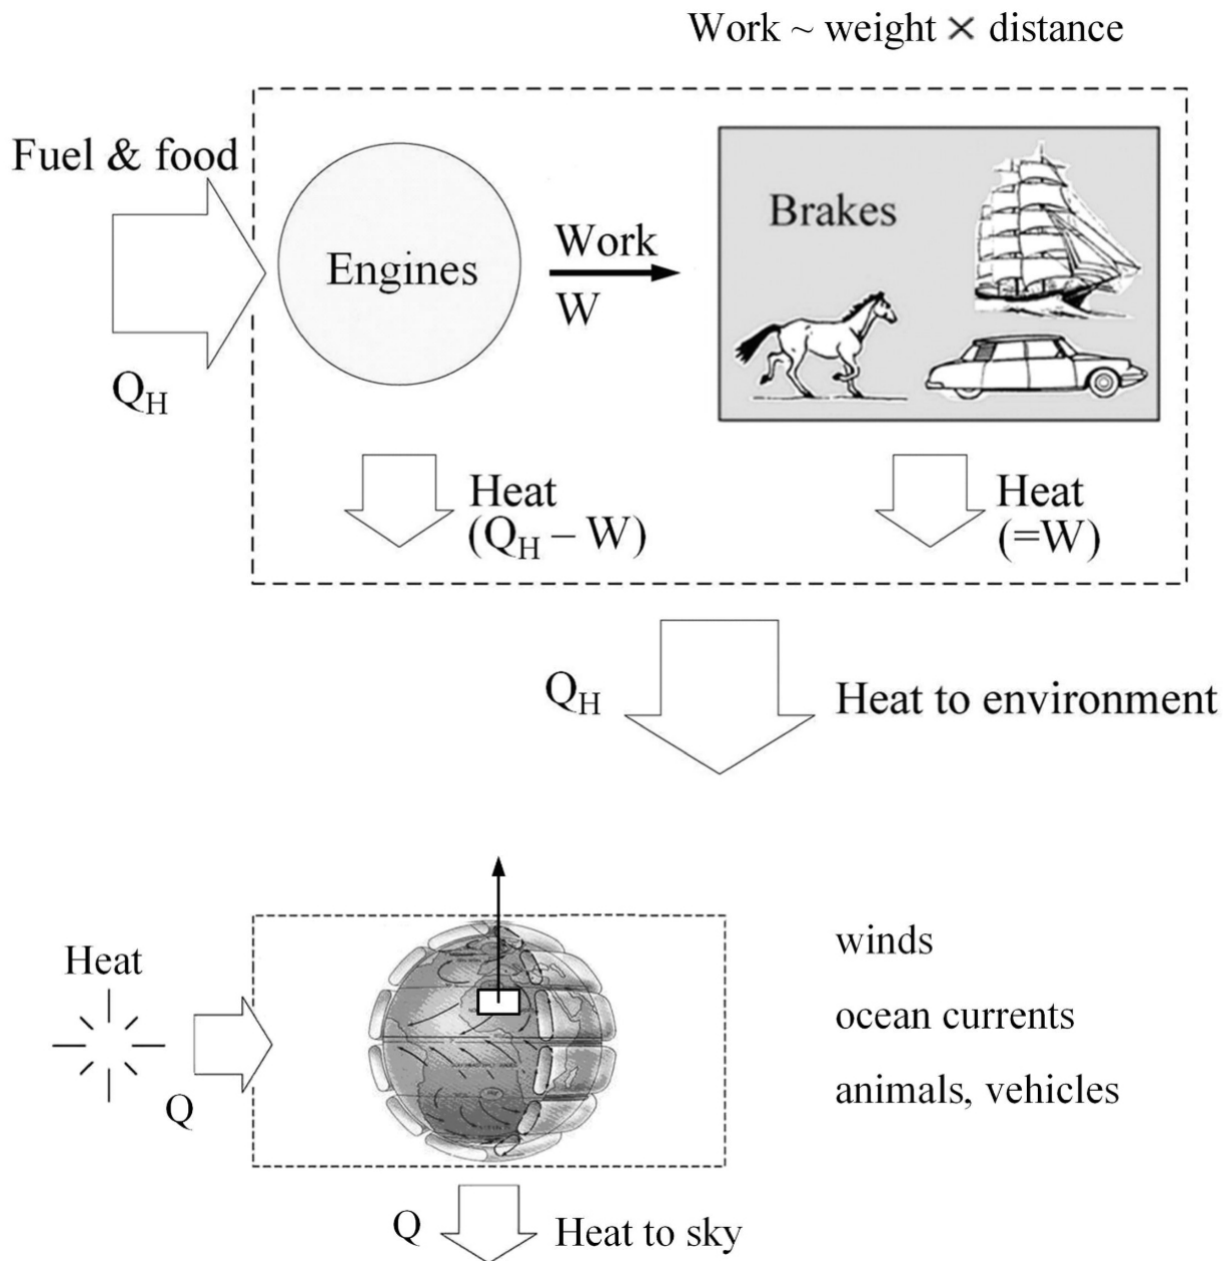 Work ~ weight × distance
Fuel & food
Q_H
Engines
Work
W
Brakes
Heat
(Q_H – W)
Heat
(=W)
Q_H
Heat to environment
Heat
Q
winds
ocean currents
animals, vehicles
Q
Heat to sky